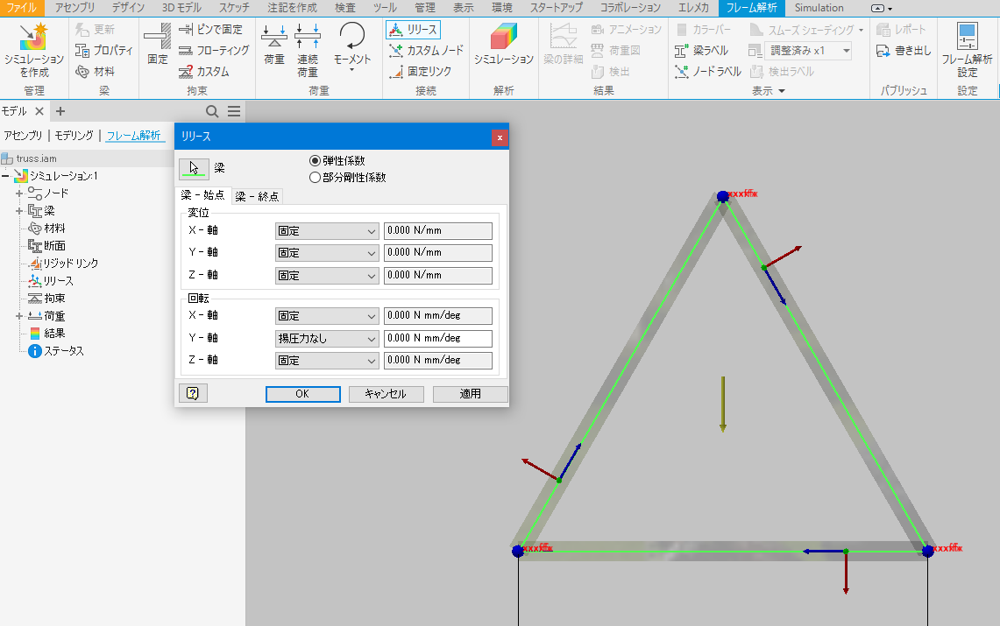 ファイル アセンブリ デザイン 3D モデル スケッチ 注記を作成 検査 ツール 管理 表示 環境 スタートアップ コラボレーション エレメカ フレーム解析 Simulation
シミュレーション
を作成
管理
更新
プロパティ
材料
梁
固定
ピンで固定
フローティング
カスタム
拘束
荷重
連続
荷重
モーメント
荷重
リリース
カスタム ノード
固定リンク
接続
シミュレーション
解析
梁の詳細
アニメーション
荷重図
検出
結果
カラーバー
梁ラベル
ノード ラベル
スムーズ シェーディング
調整済み x1
検出ラベル
表示
レポート
書き出し
パブリッシュ
フレーム解析
設定
設定
モデル
アセンブリ モデリング フレーム解析
truss.iam
シミュレーション:1
ノード
梁
材料
断面
リジッド リンク
リリース
拘束
荷重
結果
ステータス
リリース
x
梁
弾性係数
部分剛性係数
梁 - 始点 梁 - 終点
変位
X - 軸 固定 0.000 N/mm
Y - 軸 固定 0.000 N/mm
Z - 軸 固定 0.000 N/mm
回転
X - 軸 固定 0.000 N mm/deg
Y - 軸 揚圧力なし 0.000 N mm/deg
Z - 軸 固定 0.000 N mm/deg
OK キャンセル 適用